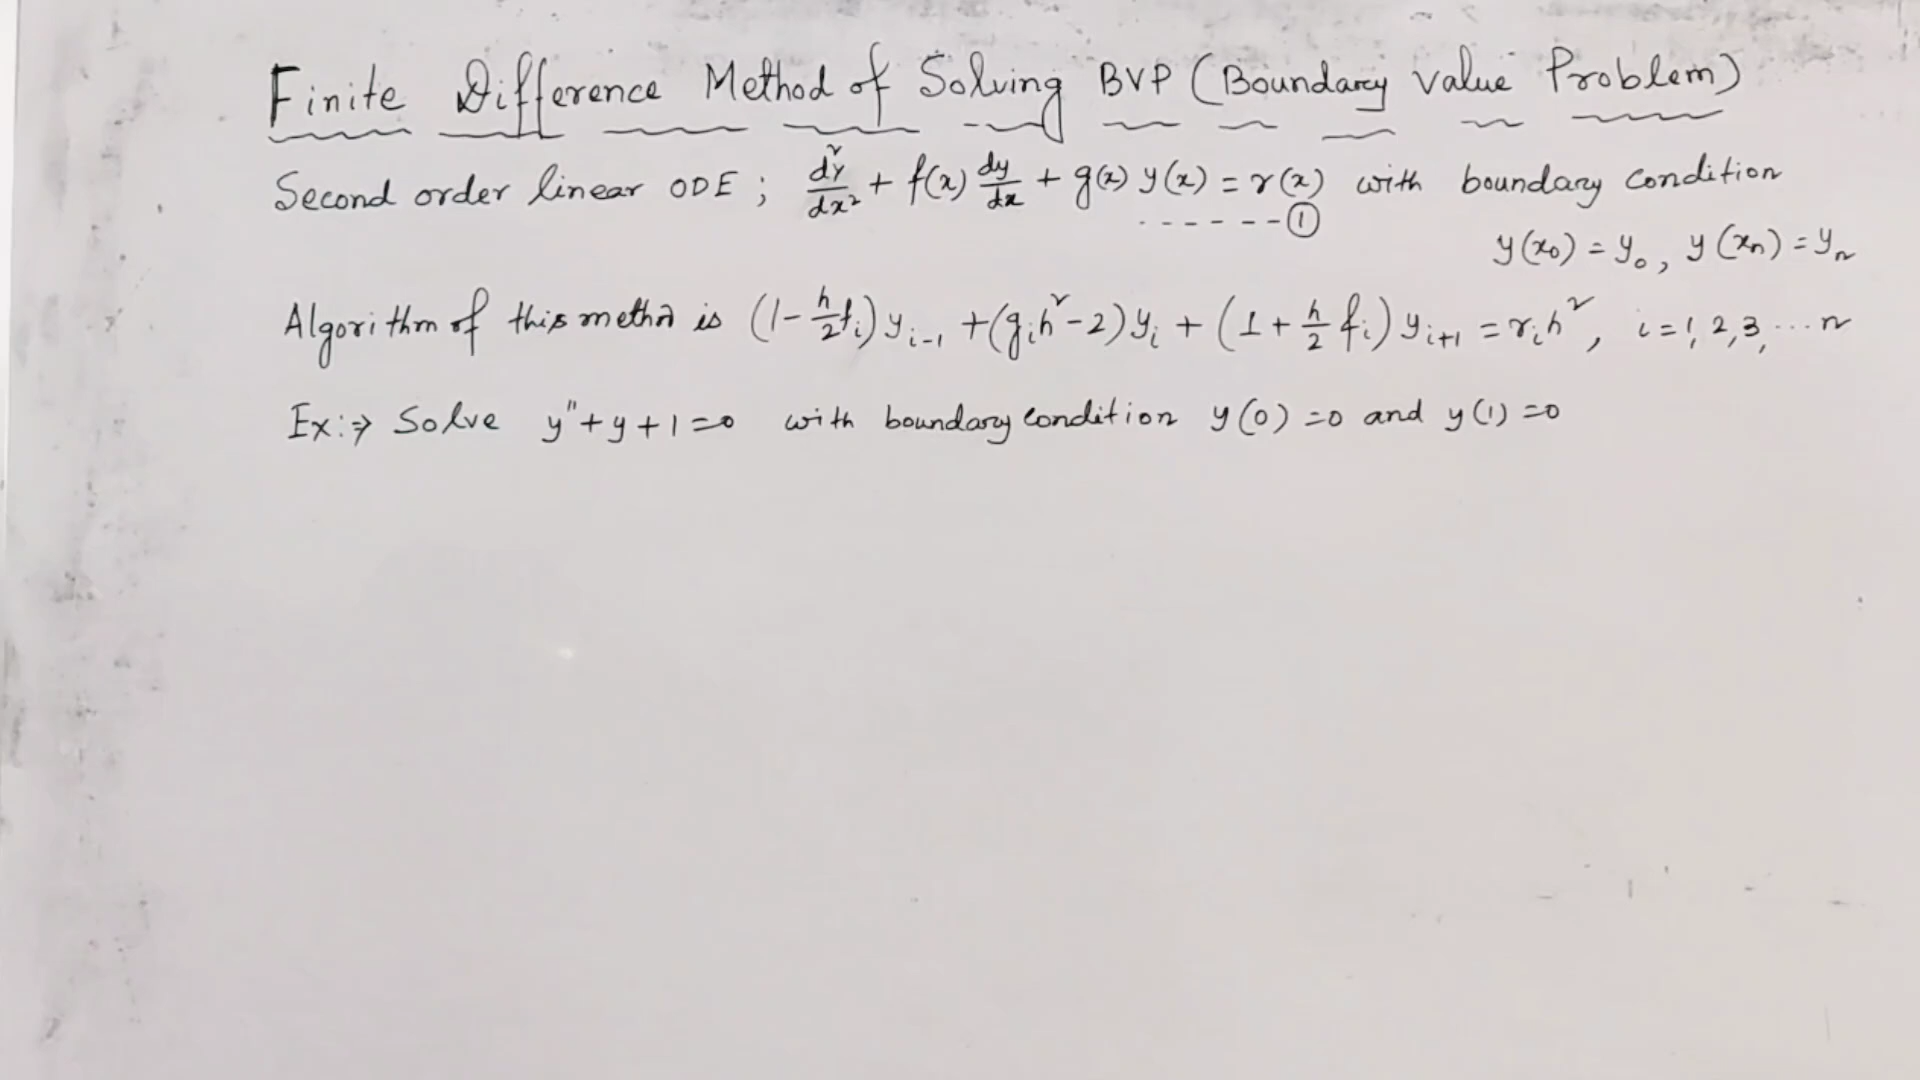 Finite Difference Method of Solving BVP (Boundary Value Problem)
Second order linear ODE ; d²y/dx² + f(x) dy/dx + g(x) y(x) = r(x) with boundary condition
- - - - - - ①
y(x₀) = y₀, y(xₙ) = yₙ
Algorithm of this method is (1 - h/2 fᵢ) yᵢ₋₁ + (gᵢh² - 2) yᵢ + (1 + h/2 fᵢ) yᵢ₊₁ = rᵢh², i = 1, 2, 3, ... n
Ex:⇒ Solve y" + y + 1 = 0 with boundary condition y(0) = 0 and y(1) = 0